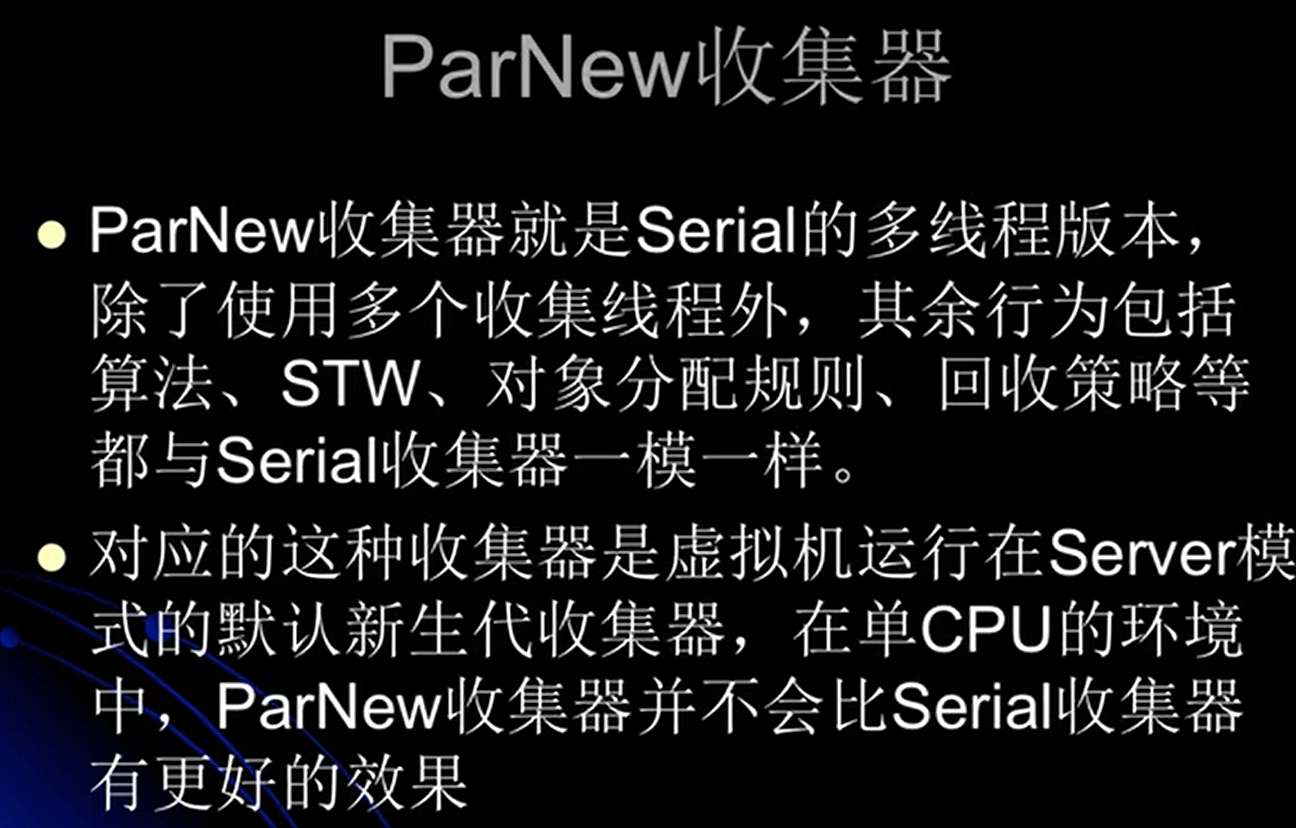 ParNew收集器
ParNew收集器就是Serial的多线程版本，
除了使用多个收集线程外，其余行为包括
算法、STW、对象分配规则、回收策略等
都与Serial收集器一模一样。
对应的这种收集器是虚拟机运行在Server模
式的默认新生代收集器，在单CPU的环境
中，ParNew收集器并不会比Serial收集器
有更好的效果